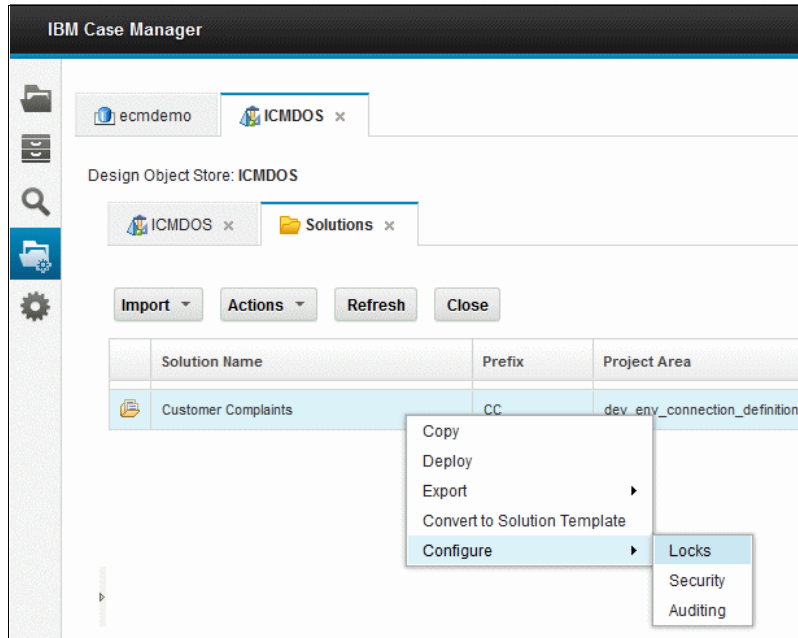 IBM Case Manager
ecmdemo ICMDOS ×
Design Object Store: ICMDOS
ICMDOS × Solutions ×
Import Actions Refresh Close
Solution Name Prefix Project Area
Customer Complaints CC dev_env_connection_definition
Copy
Deploy
Export
Convert to Solution Template
Configure Locks
Security
Auditing